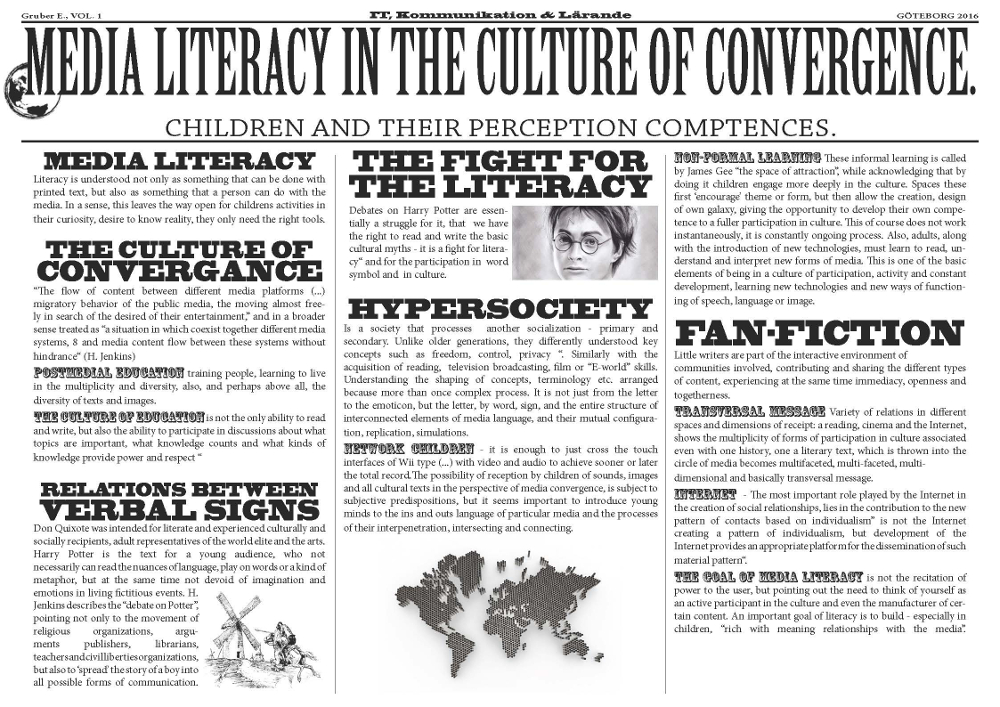 Gruber E., VOL. 1
IT, Kommunikation & Lärande
GÖTEBORG 2016
MEDIA LITERACY IN THE CULTURE OF CONVERGENCE.
CHILDREN AND THEIR PERCEPTION COMPTENCES.
MEDIA LITERACY
Literacy is understood not only as something that can be done with
printed text, but also as something that a person can do with the
media. In a sense, this leaves the way open for childrens activities in
their curiosity, desire to know reality, they only need the right tools.
THE CULTURE OF
CONVERGANCE
"The flow of content between different media platforms (...)
migratory behavior of the public media, the moving almost free-
ly in search of the desired of their entertainment," and in a broader
sense treated as "a situation in which coexist together different media
systems, 8 and media content flow between these systems without
hindrance" (H. Jenkins)
POSTMEDIAL EDUCATION training people, learning to live
in the multiplicity and diversity, also, and perhaps above all, the
diversity of texts and images.
THE CULTURE OF EDUCATION is not the only ability to read
and write, but also the ability to participate in discussions about what
topics are important, what knowledge counts and what kinds of
knowledge provide power and respect "
RELATIONS BETWEEN
VERBAL SIGNS
Don Quixote was intended for literate and experienced culturally and
socially recipients, adult representatives of the world elite and the arts.
Harry Potter is the text for a young audience, who not
necessarily can read the nuances of language, play on words or a kind of
metaphor, but at the same time not devoid of imagination and
emotions in living fictitious events. H.
Jenkins describes the "debate on Potter",
pointing not only to the movement of
religious organizations, argu-
ments publishers, librarians,
teachers and civil liberties organizations,
but also to 'spread' the story of a boy into
all possible forms of communication.
THE FIGHT FOR
THE LITERACY
Debates on Harry Potter are essen-
tially a struggle for it, that we have
the right to read and write the basic
cultural myths - it is a fight for litera-
cy" and for the participation in word
symbol and in culture.
HYPERSOCIETY
Is a society that processes another socialization - primary and
secondary. Unlike older generations, they differently understood key
concepts such as freedom, control, privacy ". Similarly with the
acquisition of reading, television broadcasting, film or "E-world" skills.
Understanding the shaping of concepts, terminology etc. arranged
because more than once complex process. It is not just from the letter
to the emoticon, but the letter, by word, sign, and the entire structure of
interconnected elements of media language, and their mutual configura-
tion, replication, simulations.
NETWORK CHILDREN - it is enough to just cross the touch
interfaces of Wii type (...) with video and audio to achieve sooner or later
the total record.The possibility of reception by children of sounds, images
and all cultural texts in the perspective of media convergence, is subject to
subjective predispositions, but it seems important to introduce young
minds to the ins and outs language of particular media and the processes
of their interpenetration, intersecting and connecting.
NON-FORMAL LEARNING These informal learning is called
by James Gee "the space of attraction", while acknowledging that by
doing it children engage more deeply in the culture. Spaces these
first 'encourage' theme or form, but then allow the creation, design
of own galaxy, giving the opportunity to develop their own compe-
tence to a fuller participation in culture. This of course does not work
instantaneously, it is constantly ongoing process. Also, adults, along
with the introduction of new technologies, must learn to read, un-
derstand and interpret new forms of media. This is one of the basic
elements of being in a culture of participation, activity and constant
development, learning new technologies and new ways of function-
ing of speech, language or image.
FAN-FICTION
Little writers are part of the interactive environment of
communities involved, contributing and sharing the different types
of content, experiencing at the same time immediacy, openness and
togetherness.
TRANSVERSAL MESSAGE Variety of relations in different
spaces and dimensions of receipt: a reading, cinema and the Internet,
shows the multiplicity of forms of participation in culture associated
even with one history, one a literary text, which is thrown into the
circle of media becomes multifaceted, multi-faceted, multi-
dimensional and basically transversal message.
INTERNET - The most important role played by the Internet in
the creation of social relationships, lies in the contribution to the new
pattern of contacts based on individualism" is not the Internet
creating a pattern of individualism, but development of the
Internet provides an appropriate platform for the dissemination of such
material pattern".
THE GOAL OF MEDIA LITERACY is not the recitation of
power to the user, but pointing out the need to think of yourself as
an active participant in the culture and even the manufacturer of cer-
tain content. An important goal of literacy is to build - especially in
children, "rich with meaning relationships with the media".